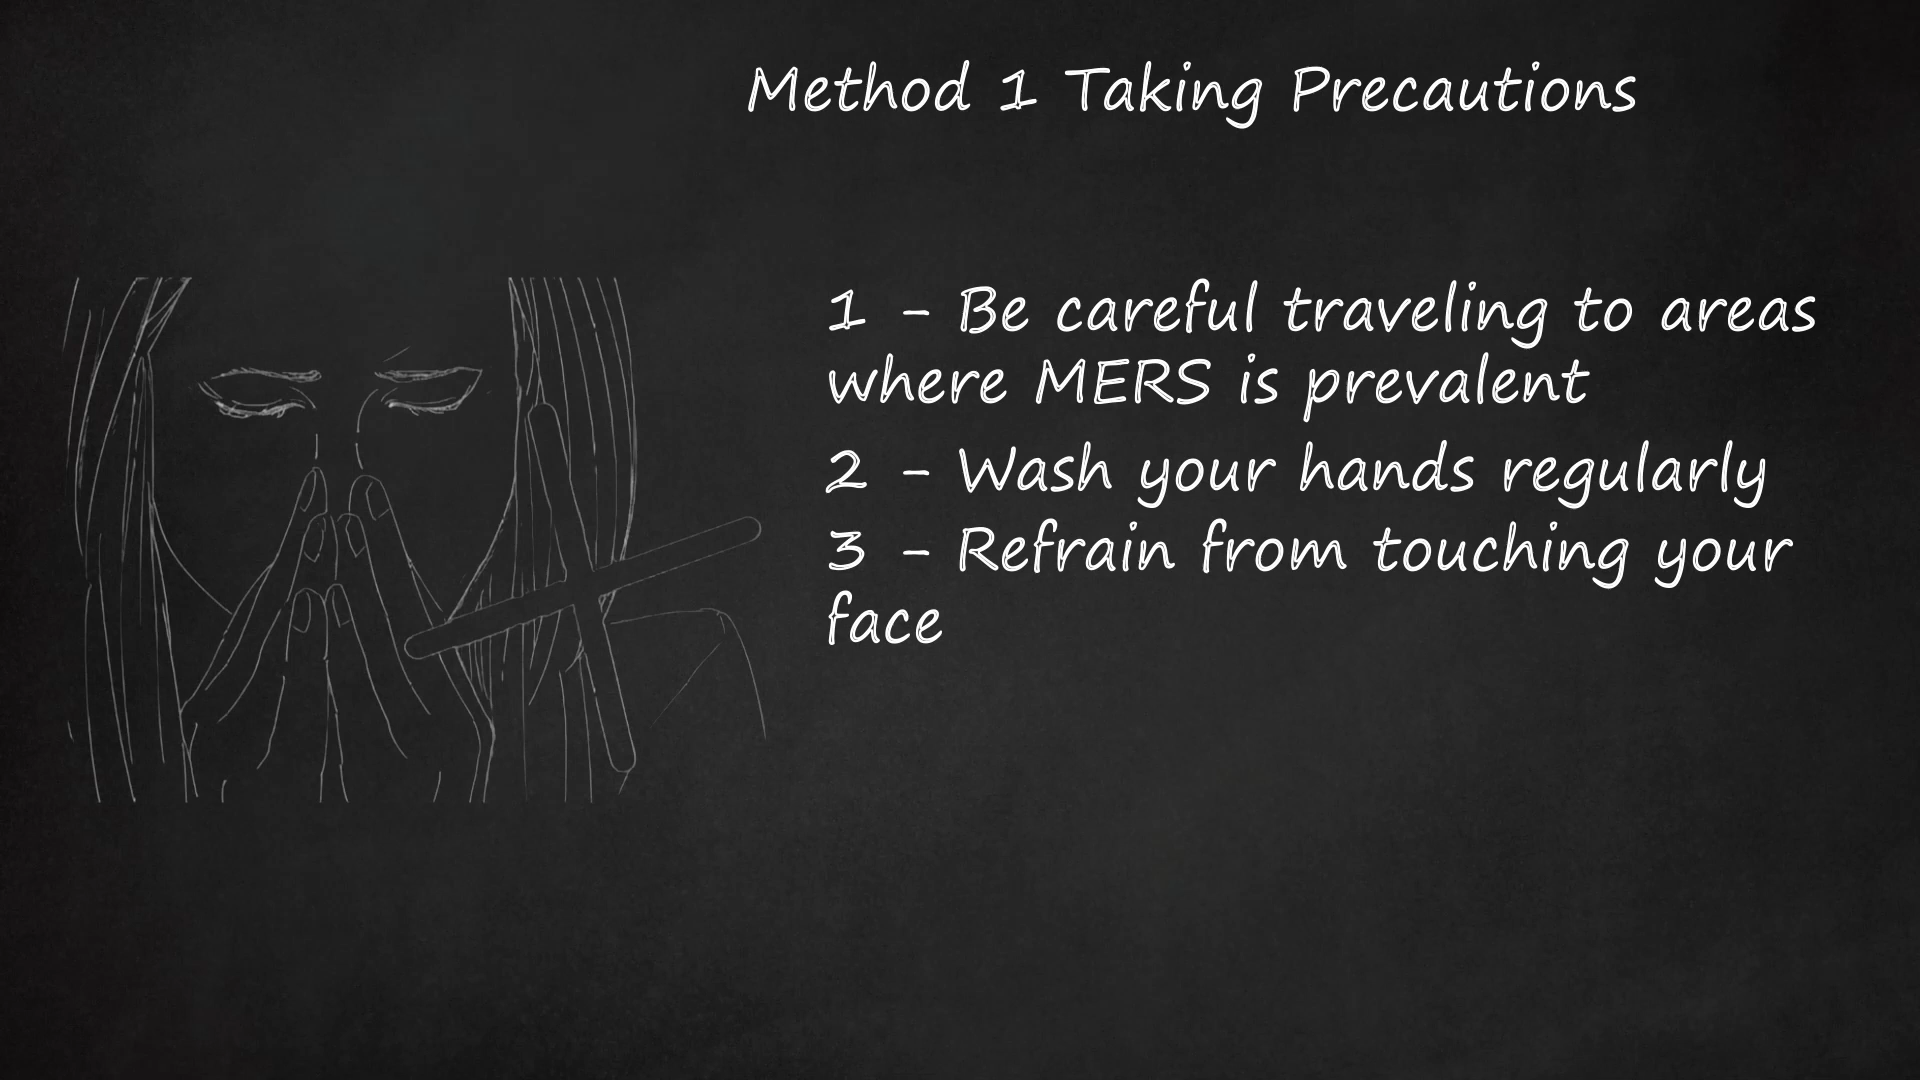 Method 1 Taking Precautions
1 - Be careful traveling to areas
where MERS is prevalent
2 - Wash your hands regularly
3 - Refrain from touching your
face